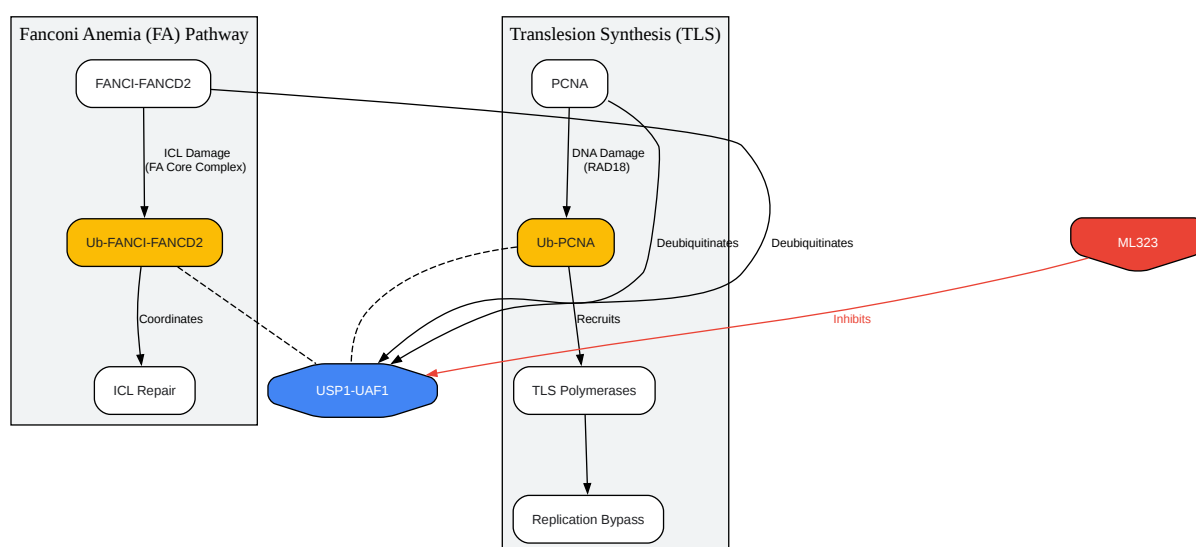 Fanconi Anemia (FA) Pathway
Translesion Synthesis (TLS)
FANCI-FANCD2
PCNA
ICL Damage
(FA Core Complex)
DNA Damage
(RAD18)
Ub-FANCI-FANCD2
Ub-PCNA
Deubiquitinates
Deubiquitinates
ML323
Coordinates
Recruits
Inhibits
ICL Repair
USP1-UAF1
TLS Polymerases
Replication Bypass